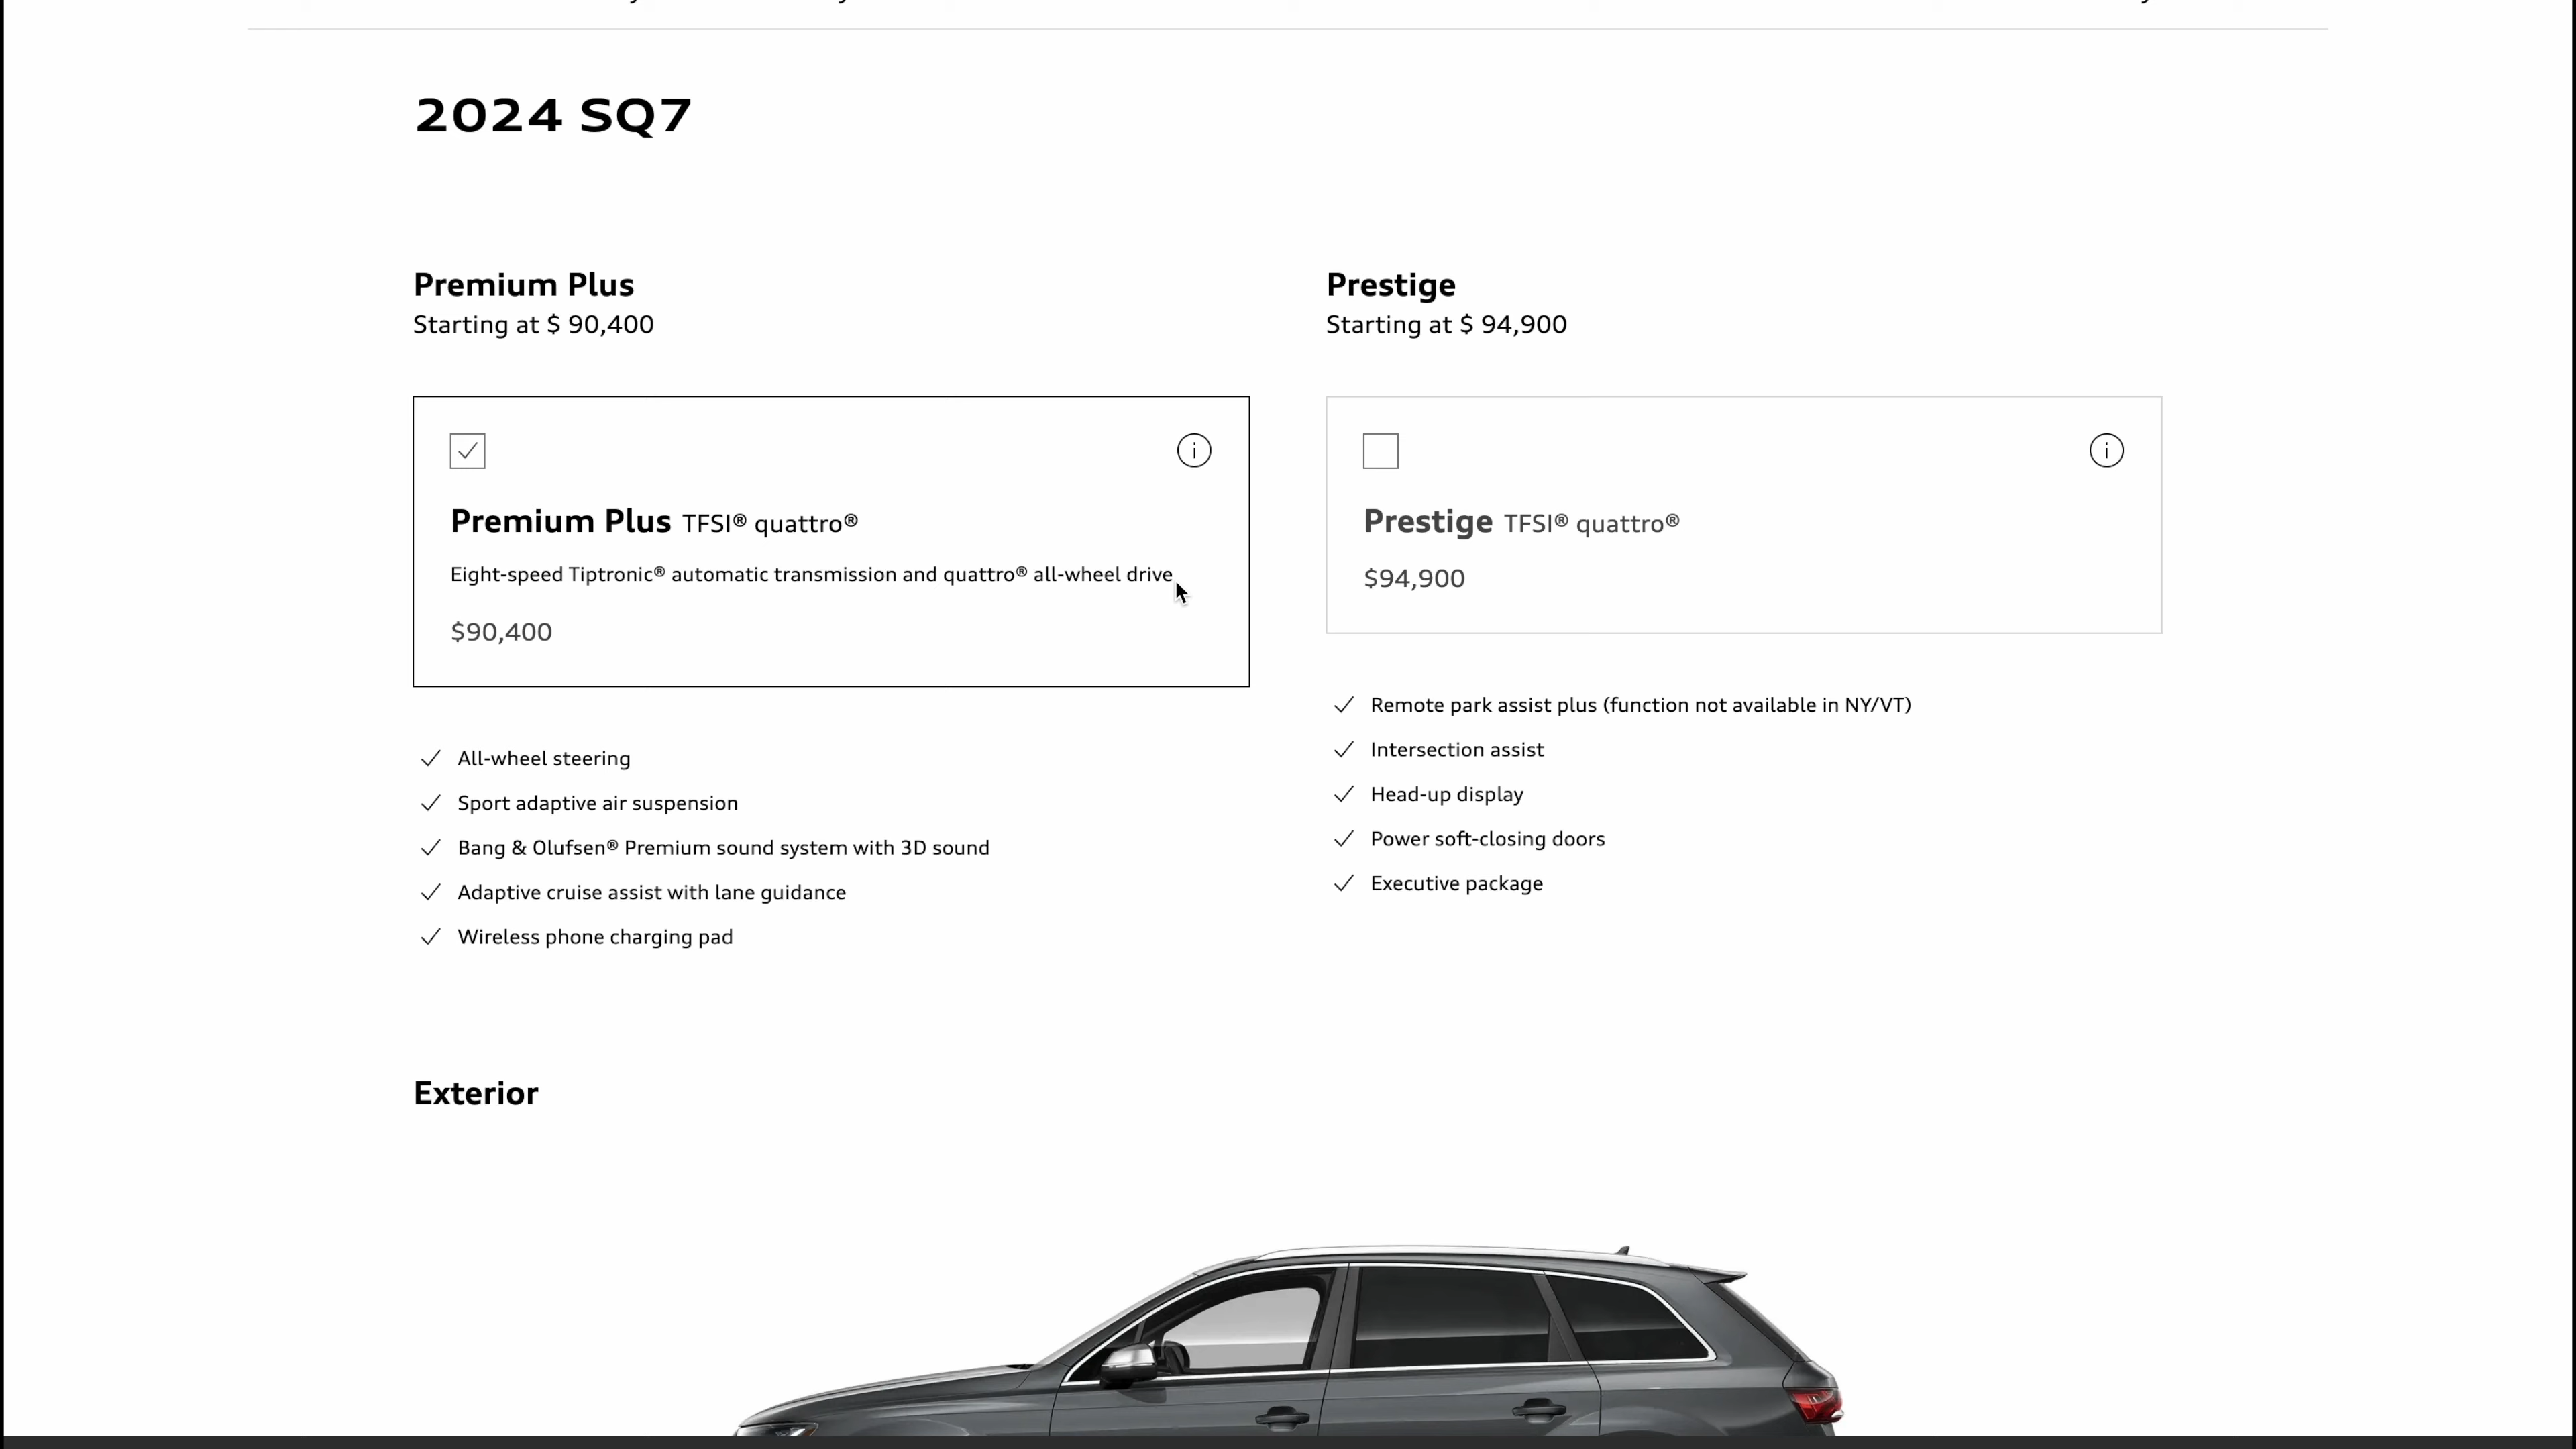 2024 SQ7
Premium Plus
Starting at $ 90,400
Premium Plus TFSI® quattro®
Eight-speed Tiptronic® automatic transmission and quattro® all-wheel drive
$90,400
All-wheel steering
Sport adaptive air suspension
Bang & Olufsen® Premium sound system with 3D sound
Adaptive cruise assist with lane guidance
Wireless phone charging pad
Prestige
Starting at $ 94,900
Prestige TFSI® quattro®
$94,900
Remote park assist plus (function not available in NY/VT)
Intersection assist
Head-up display
Power soft-closing doors
Executive package
Exterior